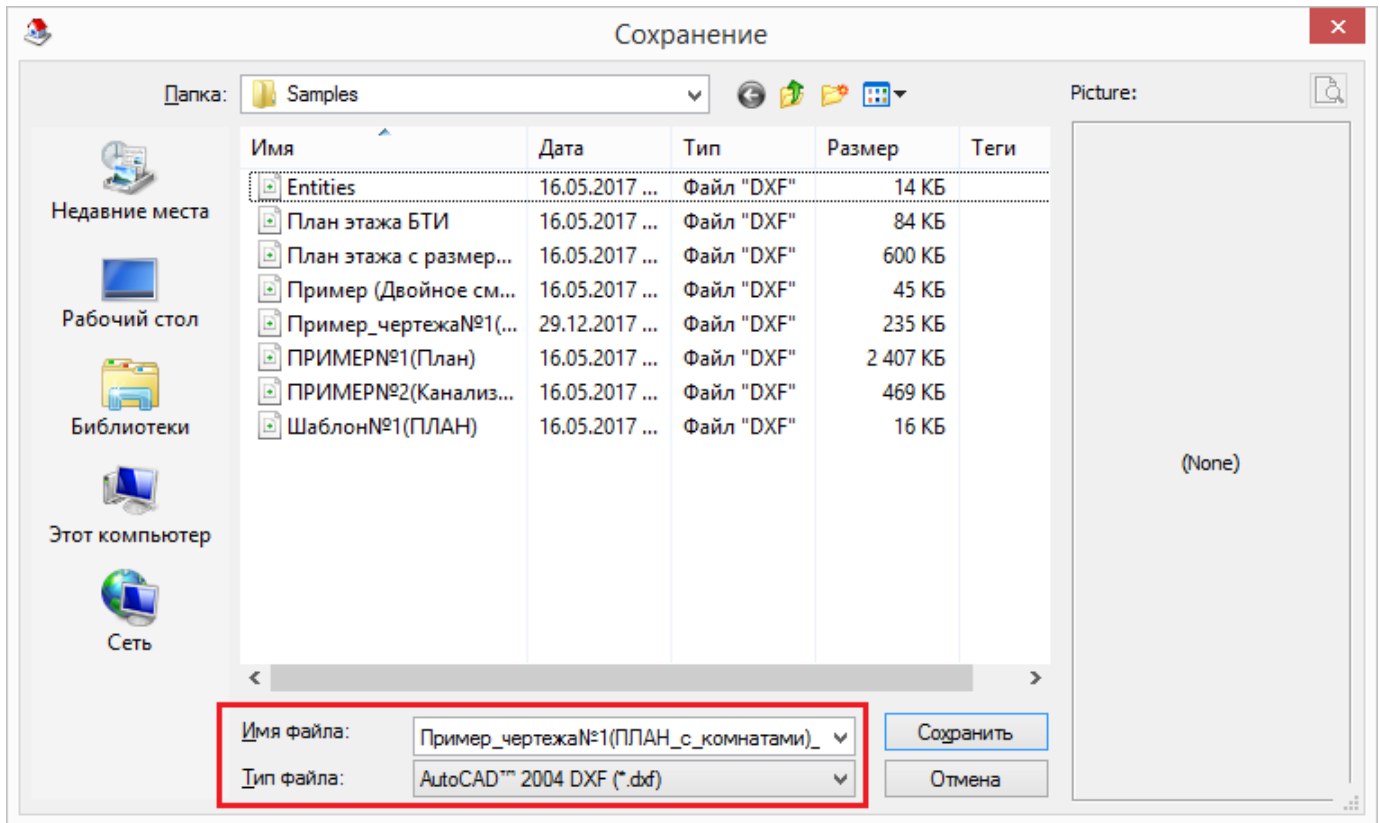 Сохранение
Папка: Samples Picture:
Имя Дата Тип Размер Теги
Entities 16.05.2017 ... Файл "DXF" 14 КБ
План этажа БТИ 16.05.2017 ... Файл "DXF" 84 КБ
План этажа с размер... 16.05.2017 ... Файл "DXF" 600 КБ
Пример (Двойное см... 16.05.2017 ... Файл "DXF" 45 КБ
Пример_чертежа№1(... 29.12.2017 ... Файл "DXF" 235 КБ
ПРИМЕР№1(План) 16.05.2017 ... Файл "DXF" 2 407 КБ
ПРИМЕР№2(Канализ... 16.05.2017 ... Файл "DXF" 469 КБ
Шаблон№1(ПЛАН) 16.05.2017 ... Файл "DXF" 16 КБ
Недавние места
Рабочий стол
Библиотеки
Этот компьютер
Сеть
(None)
Имя файла: Пример_чертежа№1(ПЛАН_с_комнатами)_ Сохранить
Тип файла: AutoCAD™ 2004 DXF (*.dxf) Отмена